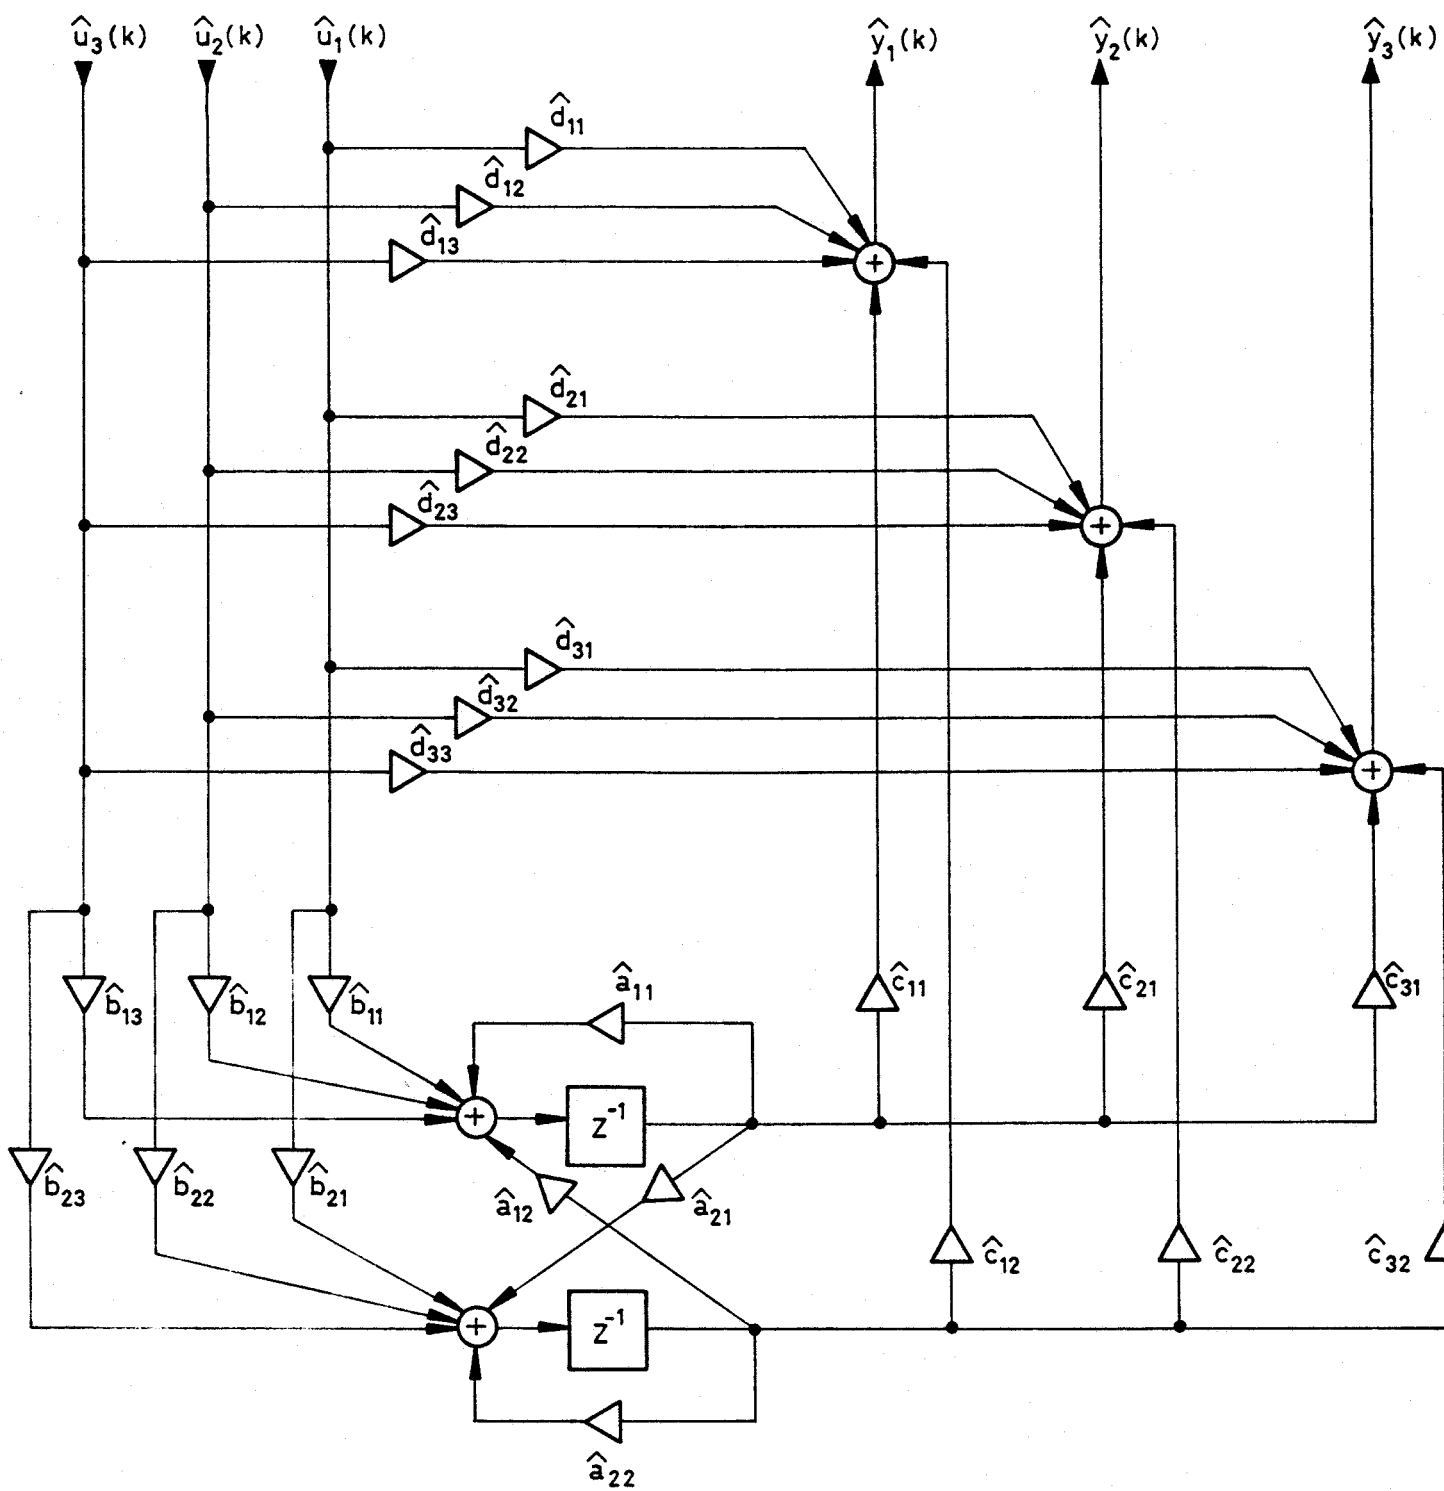 û₃(k) û₂(k) û₁(k) ŷ₁(k) ŷ₂(k) ŷ₃(k)
d̂₁₁
d̂₁₂
d̂₁₃
+
d̂₂₁
d̂₂₂
d̂₂₃
+
d̂₃₁
d̂₃₂
d̂₃₃
+
â₁₁ ĉ₁₁ ĉ₂₁ ĉ₃₁
b̂₁₃ b̂₁₂ b̂₁₁
+ z⁻¹
b̂₂₃ b̂₂₂ b̂₂₁ â₁₂ â₂₁
ĉ₁₂ ĉ₂₂ ĉ₃₂
+ z⁻¹
â₂₂